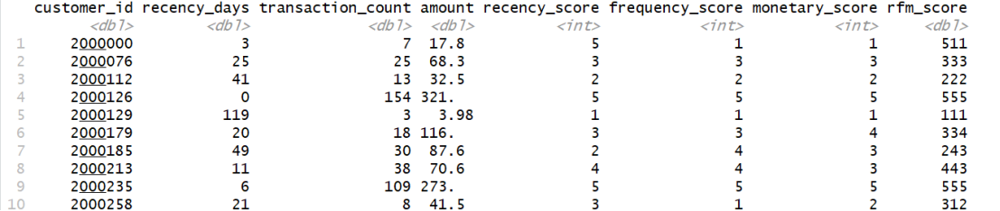 customer_id recency_days transaction_count amount recency_score frequency_score monetary_score rfm_score
<dbl> <dbl> <dbl> <dbl> <int> <int> <int> <dbl>
1 2000000 3 7 17.8 5 1 1 511
2 2000076 25 25 68.3 3 3 3 333
3 2000112 41 13 32.5 2 2 2 222
4 2000126 0 154 321. 5 5 5 555
5 2000129 119 3 3.98 1 1 1 111
6 2000179 20 18 116. 3 3 4 334
7 2000185 49 30 87.6 2 4 3 243
8 2000213 11 38 70.6 4 4 3 443
9 2000235 6 109 273. 5 5 5 555
10 2000258 21 8 41.5 3 1 2 312